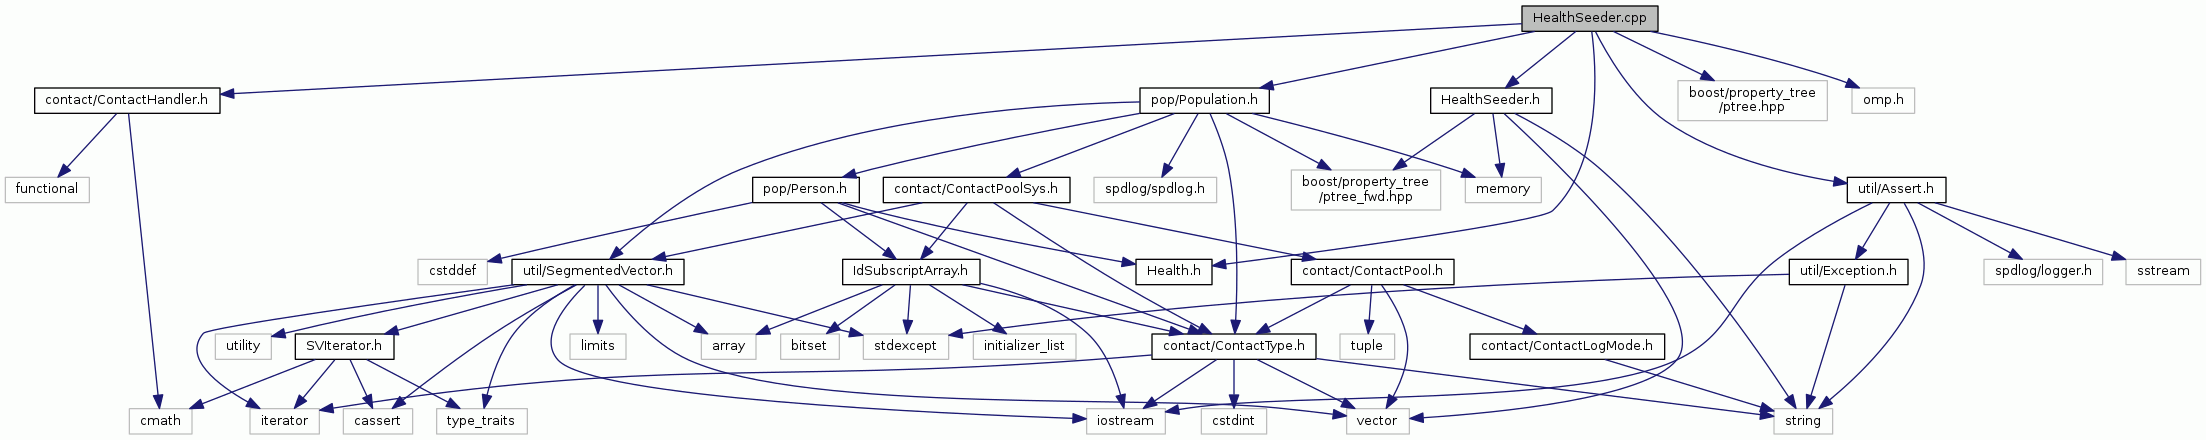 HealthSeeder.cpp
contact/ContactHandler.h
pop/Population.h
HealthSeeder.h
boost/property_tree
/ptree.hpp
omp.h
functional
pop/Person.h
contact/ContactPoolSys.h
spdlog/spdlog.h
boost/property_tree
/ptree_fwd.hpp
memory
util/Assert.h
cstddef
util/SegmentedVector.h
IdSubscriptArray.h
Health.h
contact/ContactPool.h
util/Exception.h
spdlog/logger.h
sstream
utility
SVIterator.h
limits
array
bitset
stdexcept
initializer_list
contact/ContactType.h
tuple
contact/ContactLogMode.h
cmath
iterator
cassert
type_traits
iostream
cstdint
vector
string